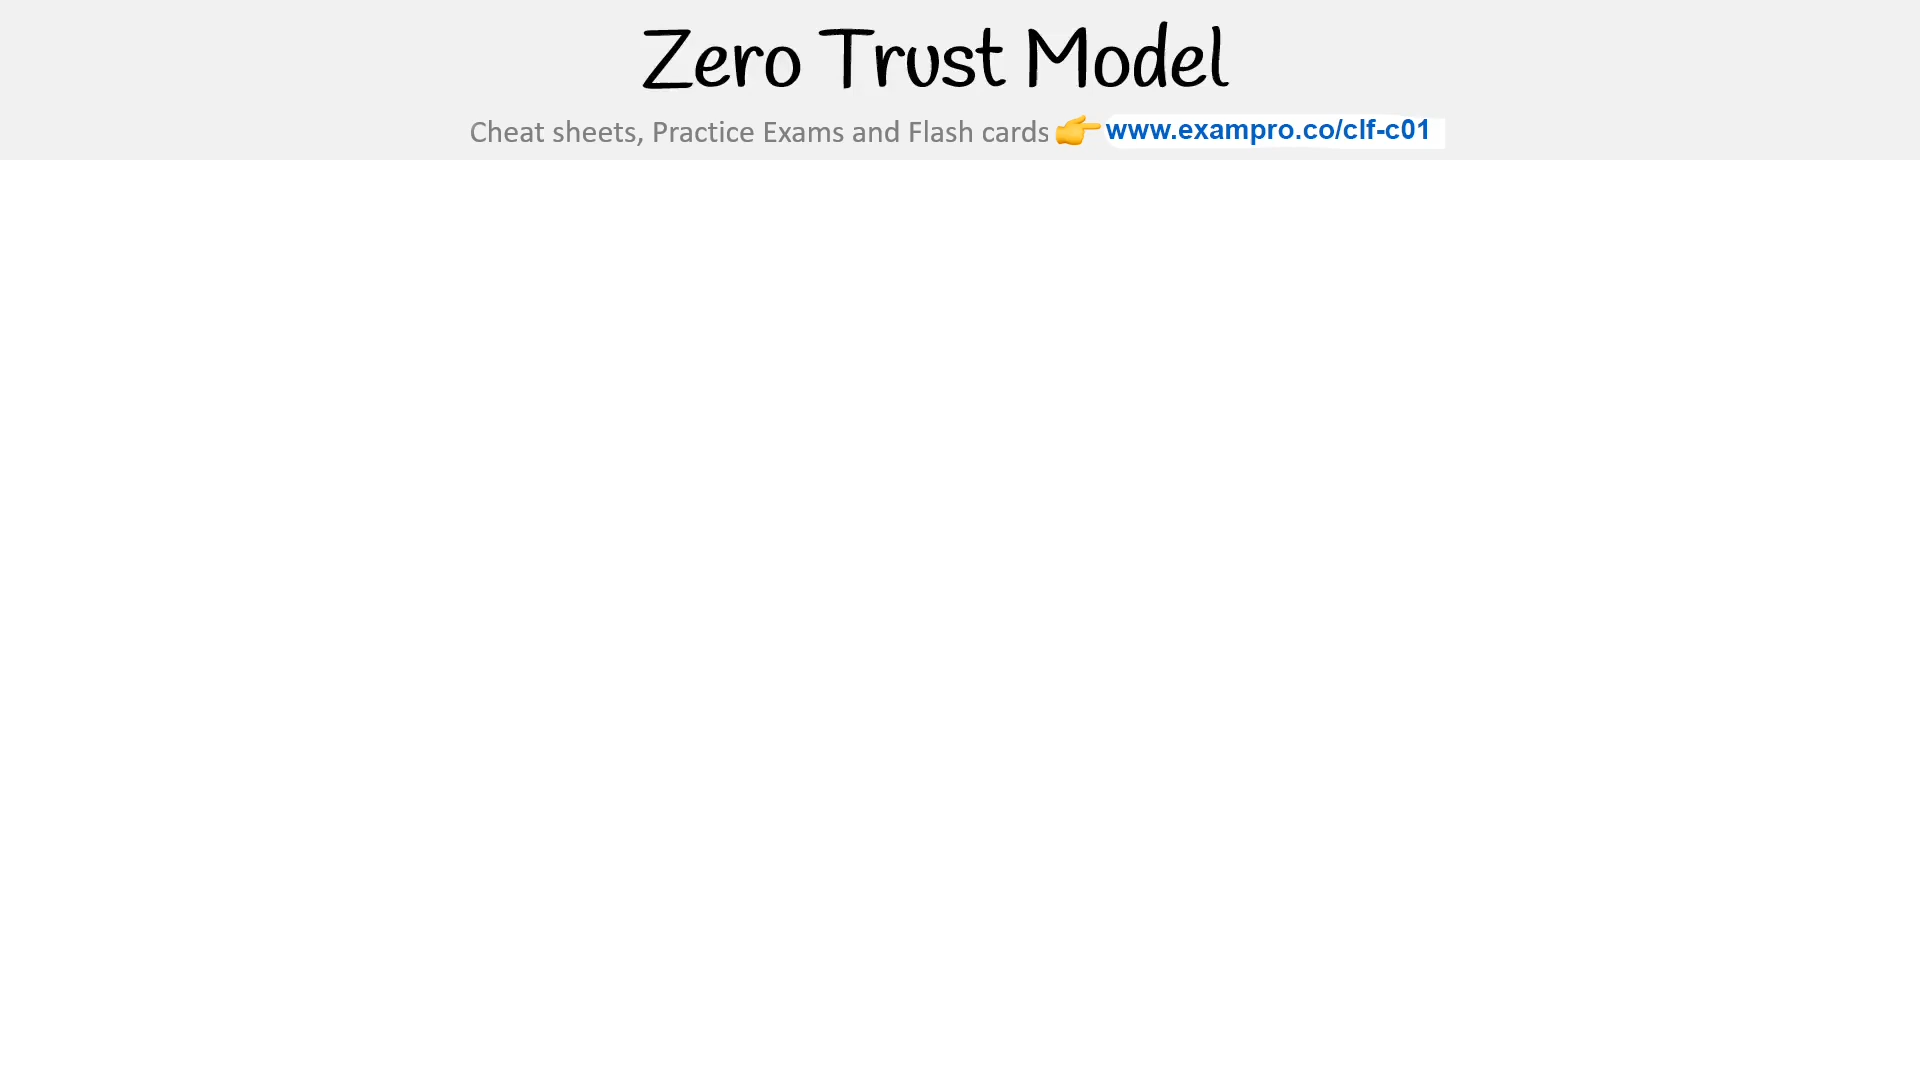 Zero Trust Model
Cheat sheets, Practice Exams and Flash cards 👉 www.exampro.co/clf-c01